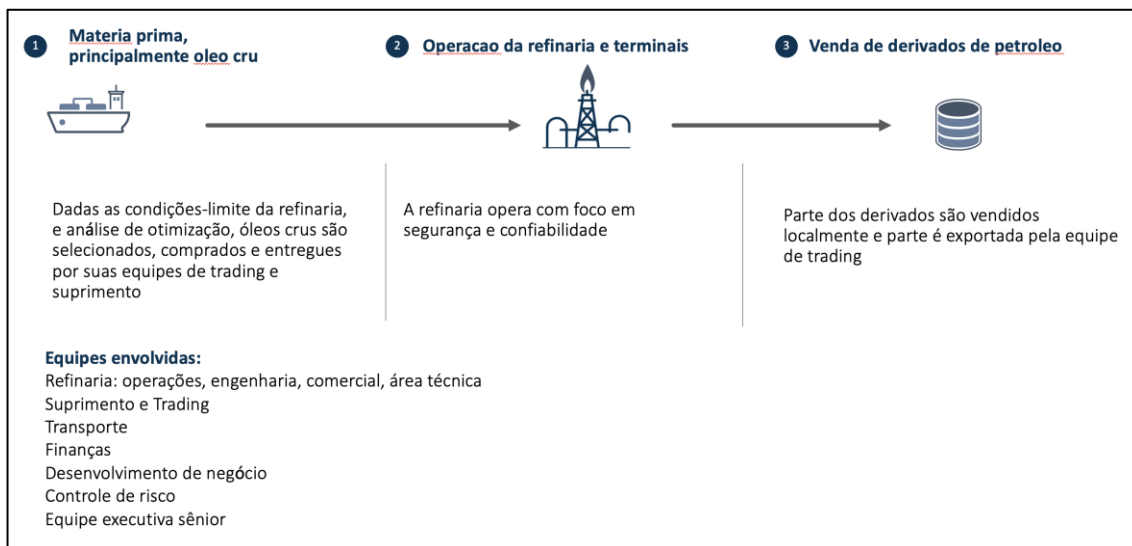 1
Materia prima,
principalmente oleo cru
2
Operacao da refinaria e terminais
3
Venda de derivados de petroleo
Dadas as condições-limite da refinaria,
e análise de otimização, óleos crus são
selecionados, comprados e entregues
por suas equipes de trading e
suprimento
A refinaria opera com foco em
segurança e confiabilidade
Parte dos derivados são vendidos
localmente e parte é exportada pela equipe
de trading
Equipes envolvidas:
Refinaria: operações, engenharia, comercial, área técnica
Suprimento e Trading
Transporte
Finanças
Desenvolvimento de negócio
Controle de risco
Equipe executiva sênior